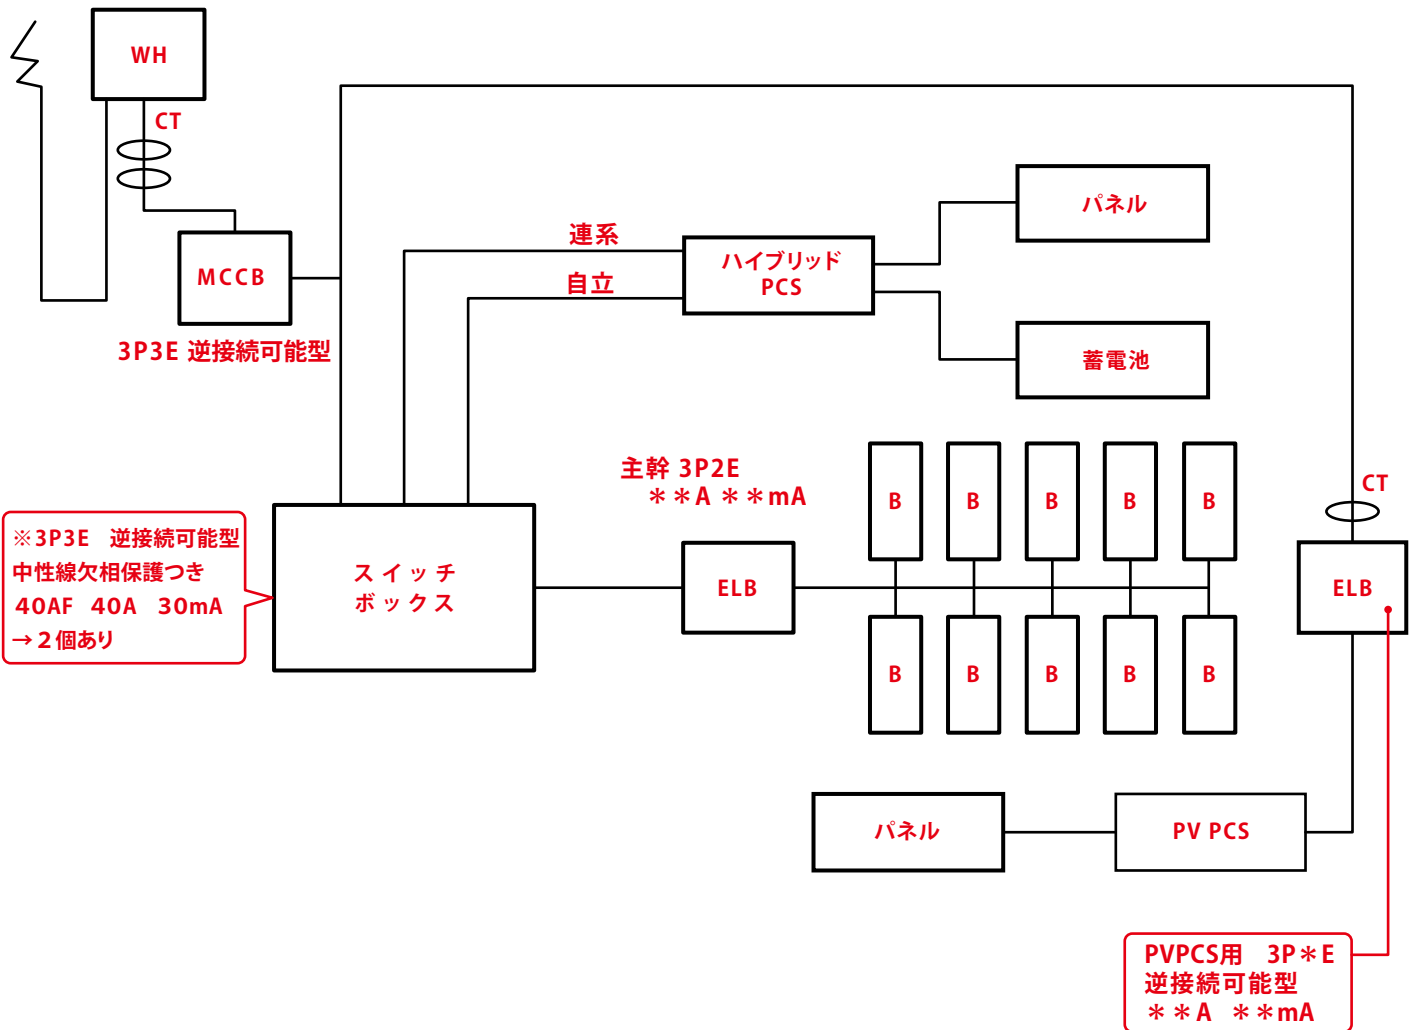 WH
CT
MCCB
3P3E 逆接続可能型
連系
自立
ハイブリッド
PCS
パネル
蓄電池
主幹 3P2E
＊＊A ＊＊mA
※3P3E 逆接続可能型
中性線欠相保護つき
40AF 40A 30mA
→２個あり
スイッチ
ボックス
ELB
B
B
B
B
B
B
B
B
B
B
CT
ELB
パネル
PV PCS
PVPCS用 3P＊E
逆接続可能型
＊＊A ＊＊mA